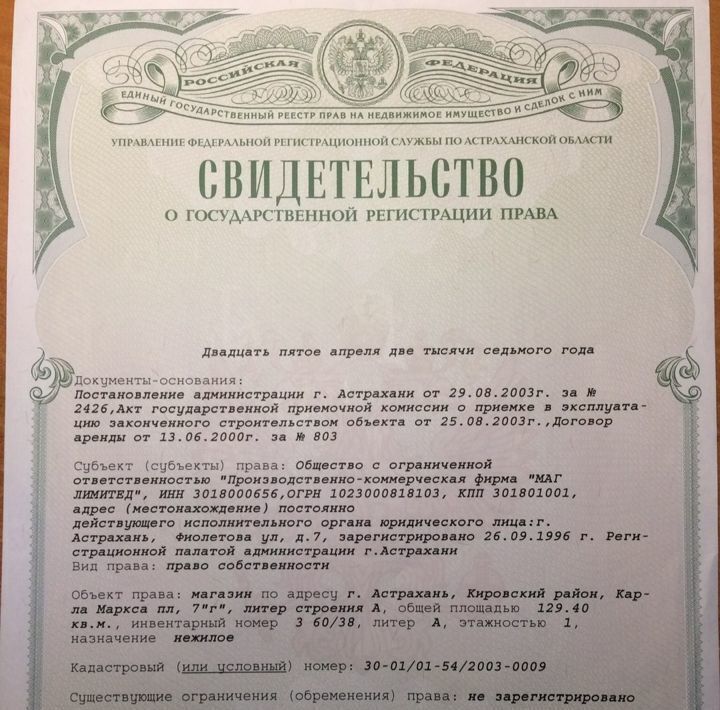 РОССИЙСКАЯ ФЕДЕРАЦИЯ
ЕДИНЫЙ ГОСУДАРСТВЕННЫЙ РЕЕСТР ПРАВ НА НЕДВИЖИМОЕ ИМУЩЕСТВО И СДЕЛОК С НИМ
УПРАВЛЕНИЕ ФЕДЕРАЛЬНОЙ РЕГИСТРАЦИОННОЙ СЛУЖБЫ ПО АСТРАХАНСКОЙ ОБЛАСТИ
СВИДЕТЕЛЬСТВО
О ГОСУДАРСТВЕННОЙ РЕГИСТРАЦИИ ПРАВА
Двадцать пятое апреля две тысячи седьмого года
Документы-основания:
Постановление администрации г. Астрахани от 29.08.2003г. за №
2426,Акт государственной приемочной комиссии о приемке в эксплуата-
цию законченного строительством объекта от 25.08.2003г.,Договор
аренды от 13.06.2000г. за № 803
Субъект (субъекты) права: Общество с ограниченной
ответственностью "Производственно-коммерческая фирма "МАГ
ЛИМИТЕД", ИНН 3018000656,ОГРН 1023000818103, КПП 301801001,
адрес (местонахождение) постоянно
действующего исполнительного органа юридического лица:г.
Астрахань, Фиолетова ул, д.7, зарегистрировано 26.09.1996 г. Реги-
страционной палатой администрации г.Астрахани
Вид права: право собственности
Объект права: магазин по адресу г. Астрахань, Кировский район, Кар-
ла Маркса пл, 7"г", литер строения А, общей площадью 129.40
кв.м., инвентарный номер 3 60/38, литер А, этажностью 1,
назначение нежилое
Кадастровый (или условный) номер: 30-01/01-54/2003-0009
Существующие ограничения (обременения) права: не зарегистрировано